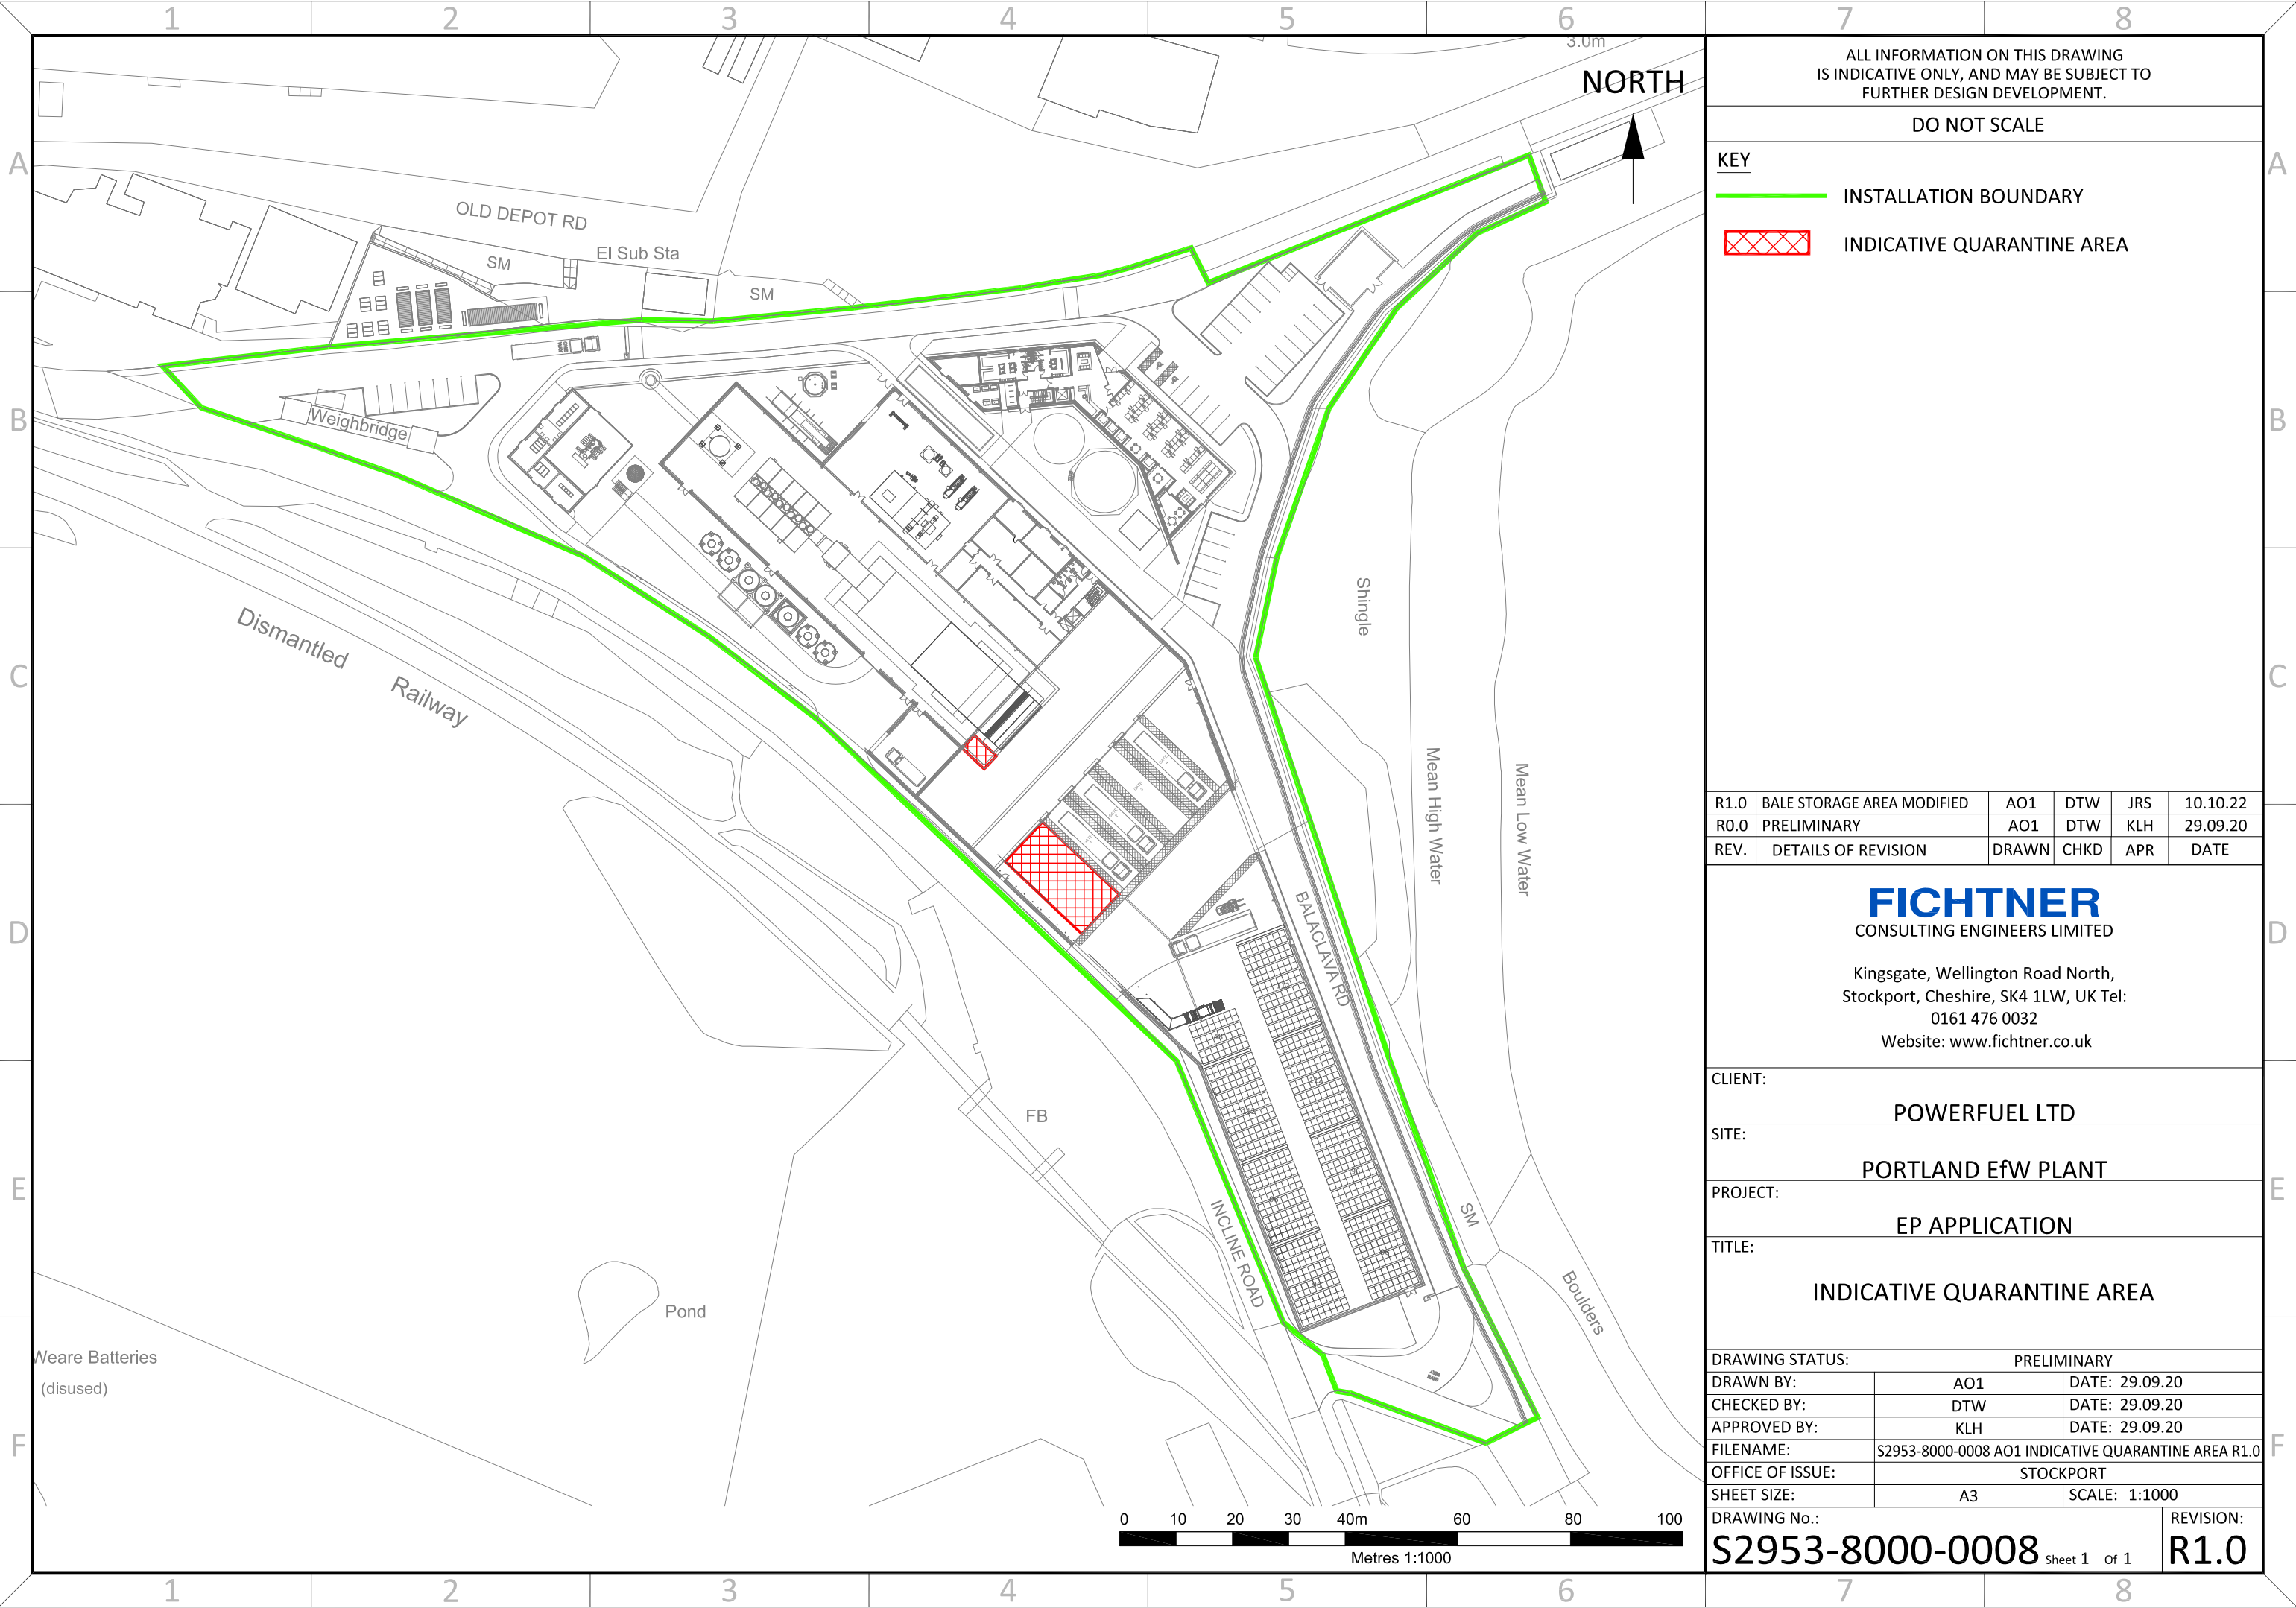 1 2 3 4 5 6 7 8
A
B
C
D
E
F
A
B
C
D
E
F
1 2 3 4 5 6 7 8
3.0m
NORTH
OLD DEPOT RD
El Sub Sta
SM
SM
Weighbridge
Dismantled
Railway
Shingle
Mean High Water
Mean Low Water
BALACLAVA RD
FB
INCLINE ROAD
SM
Boulders
Pond
Weare Batteries
(disused)
0 10 20 30 40m 60 80 100
Metres 1:1000
ALL INFORMATION ON THIS DRAWING
IS INDICATIVE ONLY, AND MAY BE SUBJECT TO
FURTHER DESIGN DEVELOPMENT.
DO NOT SCALE
KEY
INSTALLATION BOUNDARY
INDICATIVE QUARANTINE AREA
R1.0 BALE STORAGE AREA MODIFIED AO1 DTW JRS 10.10.22
R0.0 PRELIMINARY AO1 DTW KLH 29.09.20
REV. DETAILS OF REVISION DRAWN CHKD APR DATE
FICHTNER
CONSULTING ENGINEERS LIMITED
Kingsgate, Wellington Road North,
Stockport, Cheshire, SK4 1LW, UK Tel:
0161 476 0032
Website: www.fichtner.co.uk
CLIENT:
POWERFUEL LTD
SITE:
PORTLAND EfW PLANT
PROJECT:
EP APPLICATION
TITLE:
INDICATIVE QUARANTINE AREA
DRAWING STATUS: PRELIMINARY
DRAWN BY: AO1 DATE: 29.09.20
CHECKED BY: DTW DATE: 29.09.20
APPROVED BY: KLH DATE: 29.09.20
FILENAME: S2953-8000-0008 AO1 INDICATIVE QUARANTINE AREA R1.0
OFFICE OF ISSUE: STOCKPORT
SHEET SIZE: A3 SCALE: 1:1000
DRAWING No.: REVISION:
S2953-8000-0008 Sheet 1 Of 1 R1.0